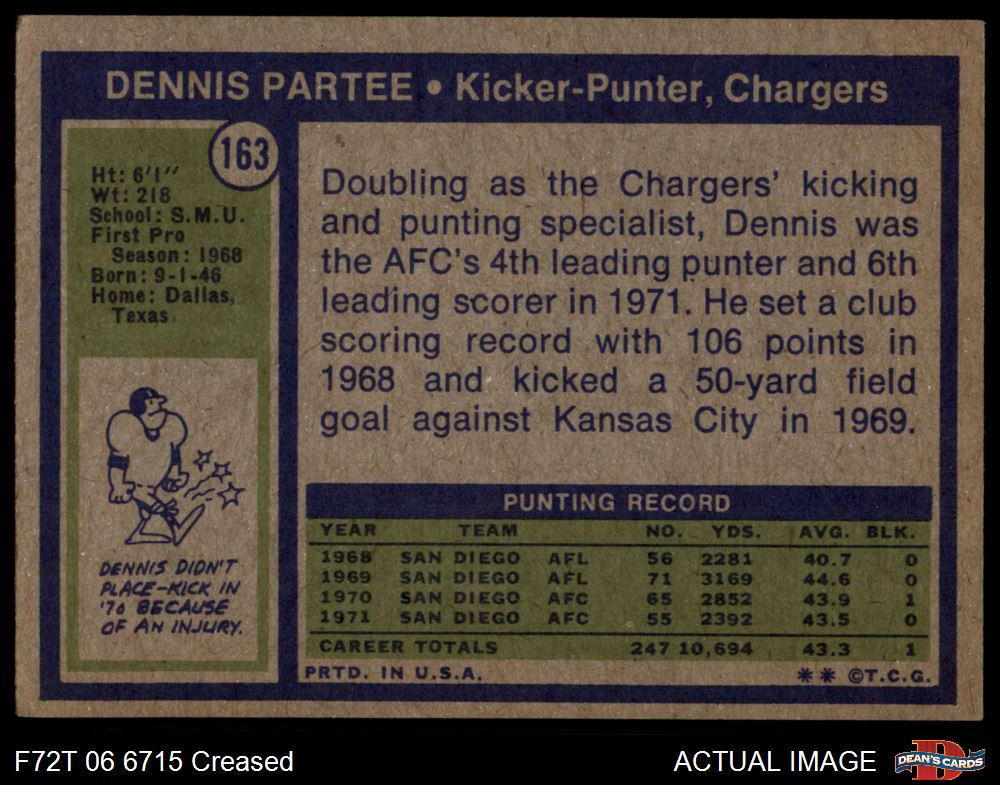 DENNIS PARTEE • Kicker-Punter, Chargers
163
Ht: 6'1"
Wt: 218
School: S.M.U.
First Pro
Season: 1968
Born: 9-1-46
Home: Dallas,
Texas
DENNIS DIDN'T
PLACE-KICK IN
'70 BECAUSE
OF AN INJURY.
Doubling as the Chargers' kicking
and punting specialist, Dennis was
the AFC's 4th leading punter and 6th
leading scorer in 1971. He set a club
scoring record with 106 points in
1968 and kicked a 50-yard field
goal against Kansas City in 1969.
PUNTING RECORD
YEAR TEAM NO. YDS. AVG. BLK.
1968 SAN DIEGO AFL 56 2281 40.7 0
1969 SAN DIEGO AFL 71 3169 44.6 0
1970 SAN DIEGO AFC 65 2852 43.9 1
1971 SAN DIEGO AFC 55 2392 43.5 0
CAREER TOTALS 247 10,694 43.3 1
PRTD. IN U.S.A. ** ©T.C.G.
F72T 06 6715 Creased ACTUAL IMAGE
D
DEAN'S CARDS